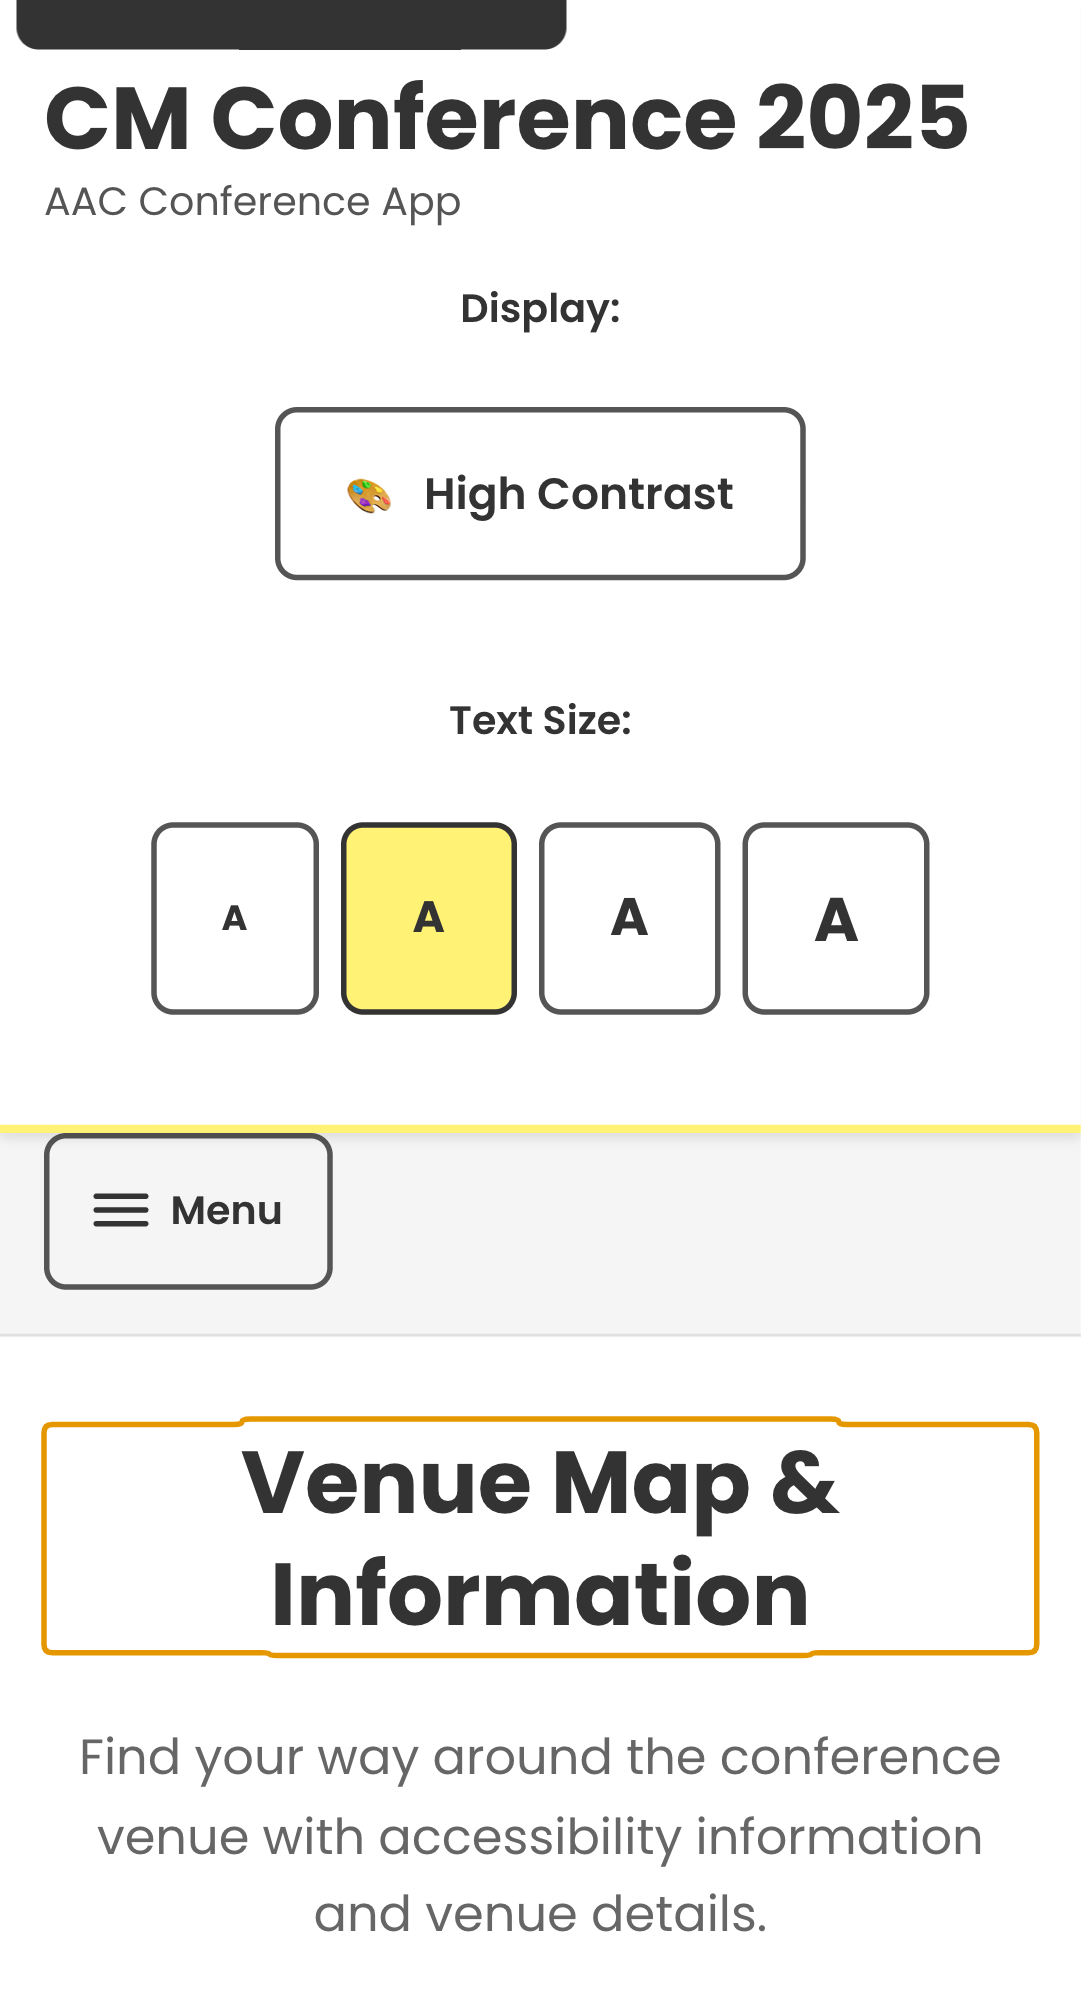 CM Conference 2025
AAC Conference App
Display:
🎨 High Contrast
Text Size:
A A A A
Menu
Venue Map &
Information
Find your way around the conference
venue with accessibility information
and venue details.